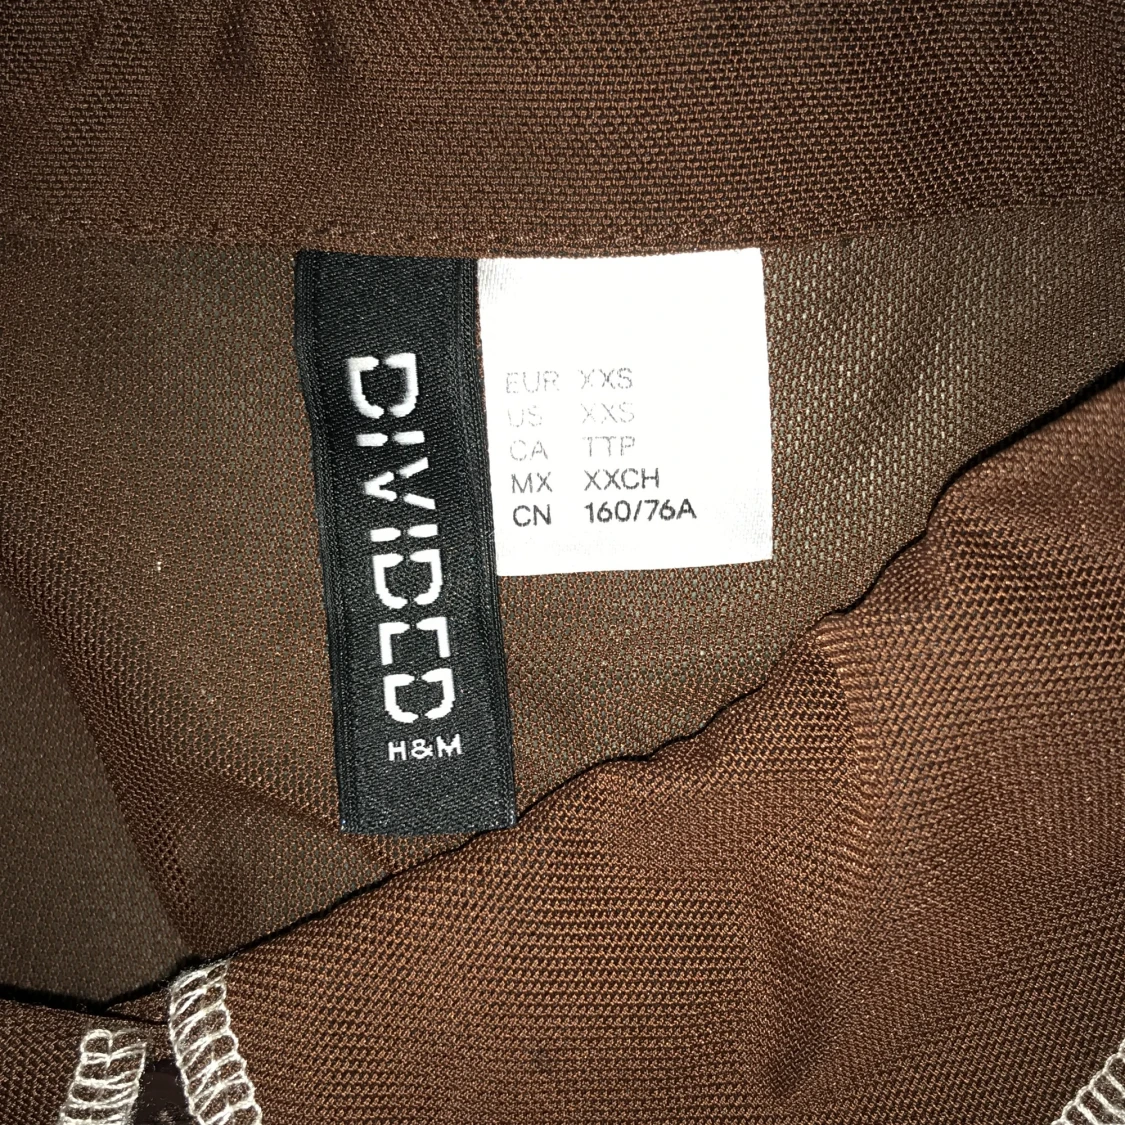 DIVIDED
H&M
EUR XXS
US XXS
CA TTP
MX XXCH
CN 160/76A